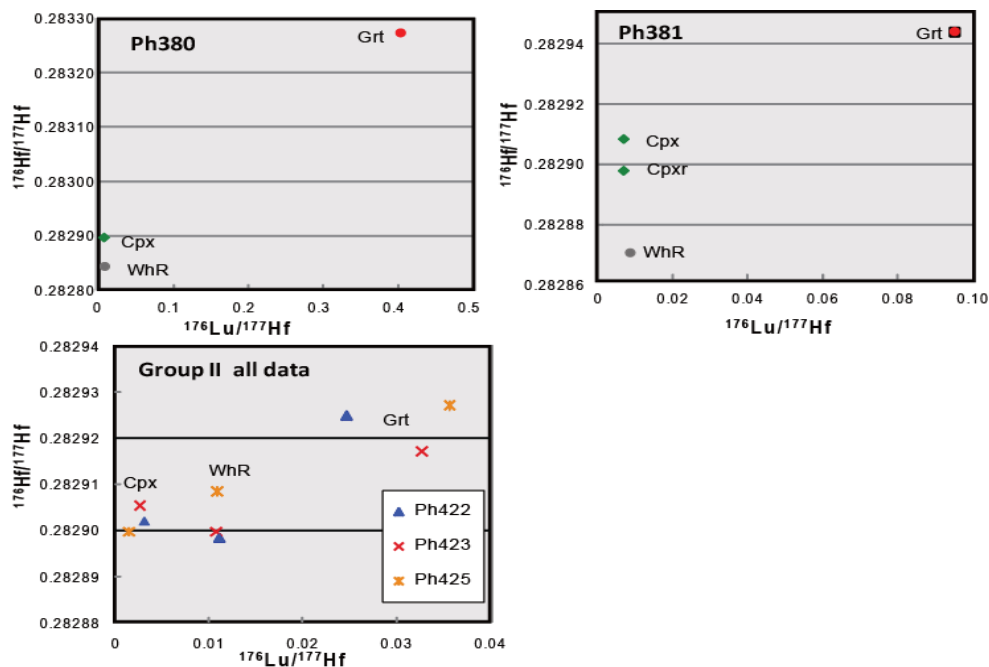 Ph380
Grt
0.28330
0.28320
0.28310
0.28300
0.28290
0.28280
¹⁷⁶Hf/¹⁷⁷Hf
Cpx
WhR
0
0.1
0.2
0.3
0.4
0.5
¹⁷⁶Lu/¹⁷⁷Hf
Ph381
Grt
0.28294
0.28292
0.28290
0.28288
0.28286
¹⁷⁶Hf/¹⁷⁷Hf
Cpx
Cpxr
WhR
0
0.02
0.04
0.06
0.08
0.10
¹⁷⁶Lu/¹⁷⁷Hf
Group II all data
0.28294
0.28293
0.28292
0.28291
0.28290
0.28289
0.28288
¹⁷⁶Hf/¹⁷⁷Hf
Grt
WhR
Cpx
Ph422
Ph423
Ph425
0
0.01
0.02
0.03
0.04
¹⁷⁶Lu/¹⁷⁷Hf